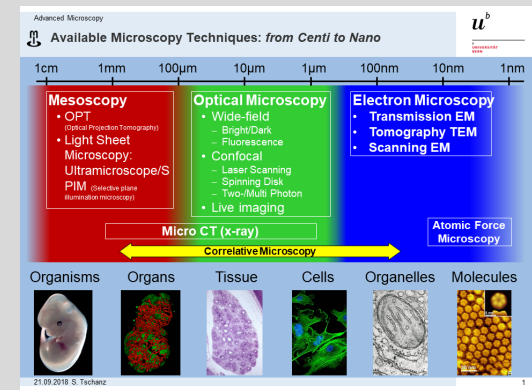 Advanced Microscopy
Available Microscopy Techniques: from Centi to Nano
u b
UNIVERSITÄT
BERN
1cm 1mm 100µm 10µm 1µm 100nm 10nm 1nm
Mesoscopy
• OPT
(Optical Projection Tomography)
• Light Sheet
Microscopy:
Ultramicroscope/S
PIM (Selective plane
illumination microscopy)
Optical Microscopy
• Wide-field
– Bright/Dark
– Fluorescence
• Confocal
– Laser Scanning
– Spinning Disk
– Two-/Multi Photon
• Live imaging
Electron Microscopy
• Transmission EM
• Tomography TEM
• Scanning EM
Micro CT (x-ray)
Atomic Force
Microscopy
Correlative Microscopy
Organisms Organs Tissue Cells Organelles Molecules
21.09.2018 S. Tschanz
1